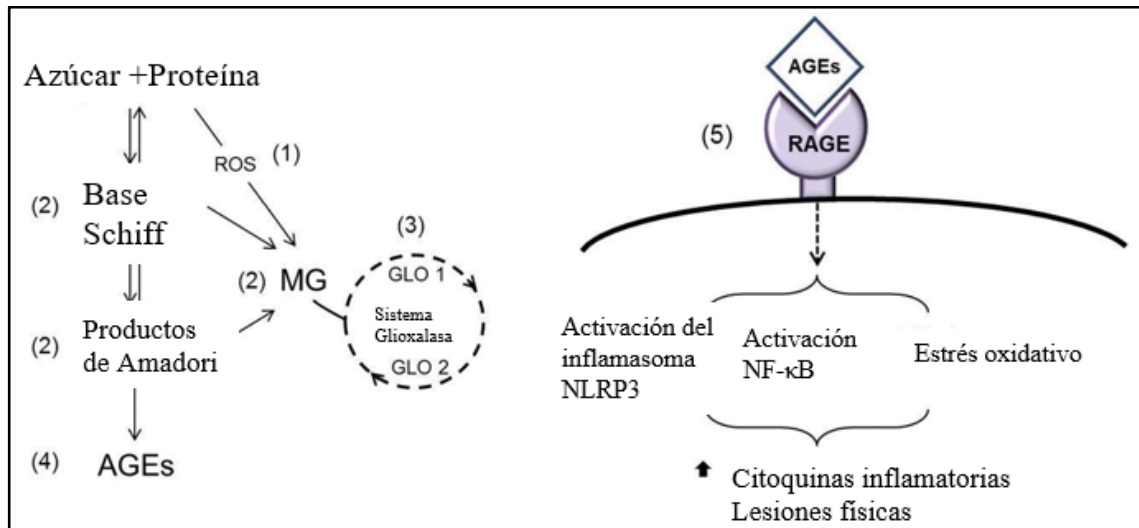 Azúcar +Proteína
ROS
(1)
(2)
Base
Schiff
(3)
(2)
MG
GLO 1
Sistema
Glioxalasa
GLO 2
(2)
Productos
de Amadori
(4)
AGEs
AGEs
(5)
RAGE
Activación del
inflamasoma
NLRP3
Activación
NF-κB
Estrés oxidativo
Citoquinas inflamatorias
Lesiones físicas